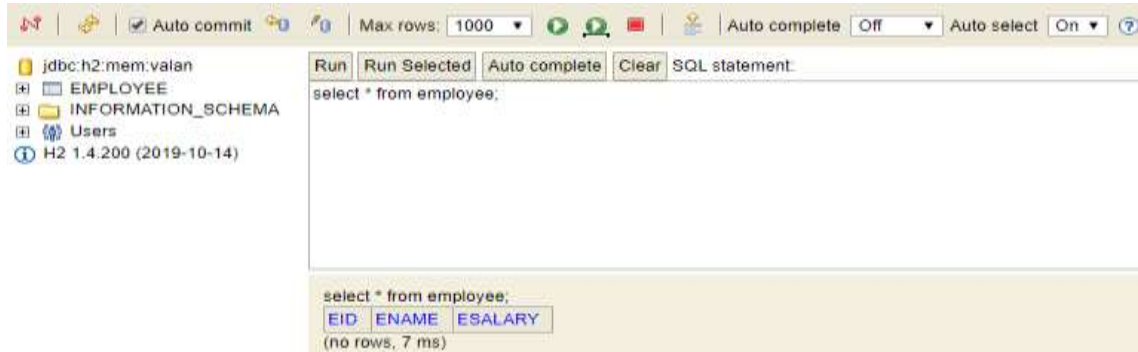 Auto commit Max rows: 1000 Auto complete Off Auto select On
jdbc:h2:mem:valan
EMPLOYEE
INFORMATION_SCHEMA
Users
H2 1.4.200 (2019-10-14)
Run Run Selected Auto complete Clear SQL statement:
select * from employee;
select * from employee;
EID ENAME ESALARY
(no rows, 7 ms)